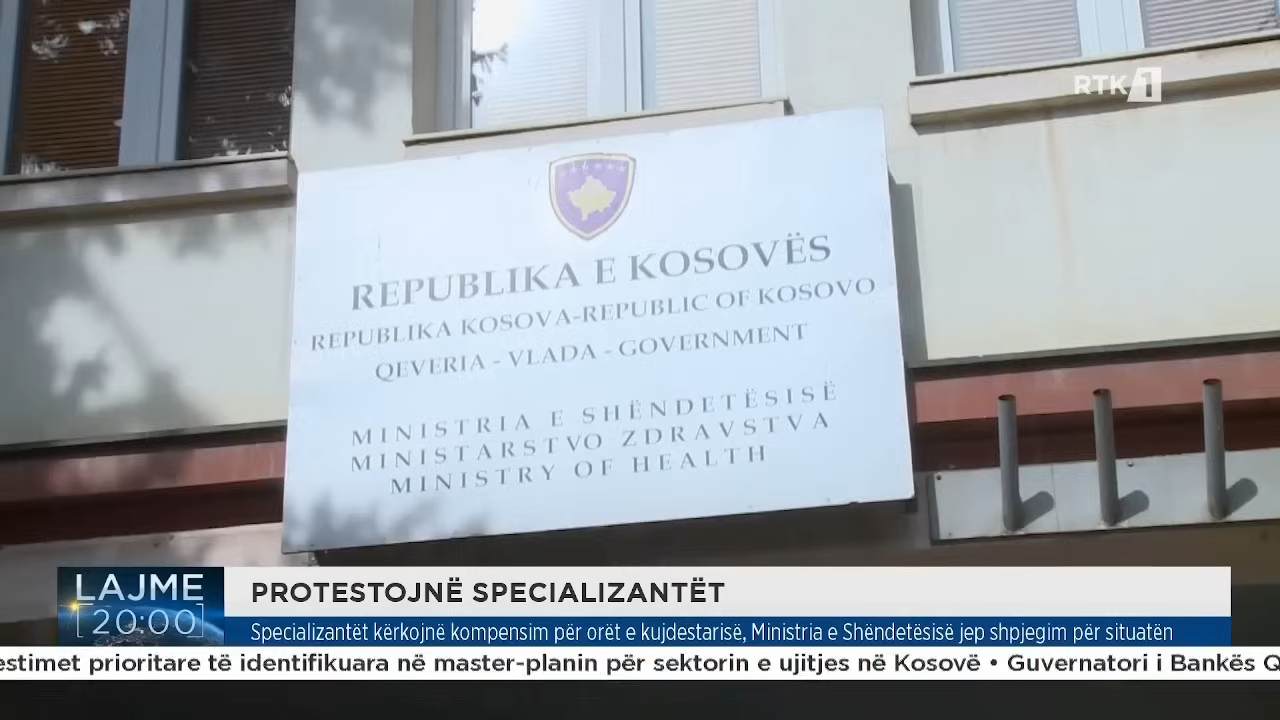 RTK 1
REPUBLIKA E KOSOVËS
REPUBLIKA KOSOVA-REPUBLIC OF KOSOVO
QEVERIA - VLADA - GOVERNMENT
MINISTRIA E SHËNDETËSISË
MINISTARSTVO ZDRAVSTVA
MINISTRY OF HEALTH
LAJME
20:00
PROTESTOJNË SPECIALIZANTËT
Specializantët kërkojnë kompensim për orët e kujdestarisë, Ministria e Shëndetësisë jep shpjegim për situatën
estimet prioritare të identifikuara në master-planin për sektorin e ujitjes në Kosovë • Guvernatori i Bankës Q